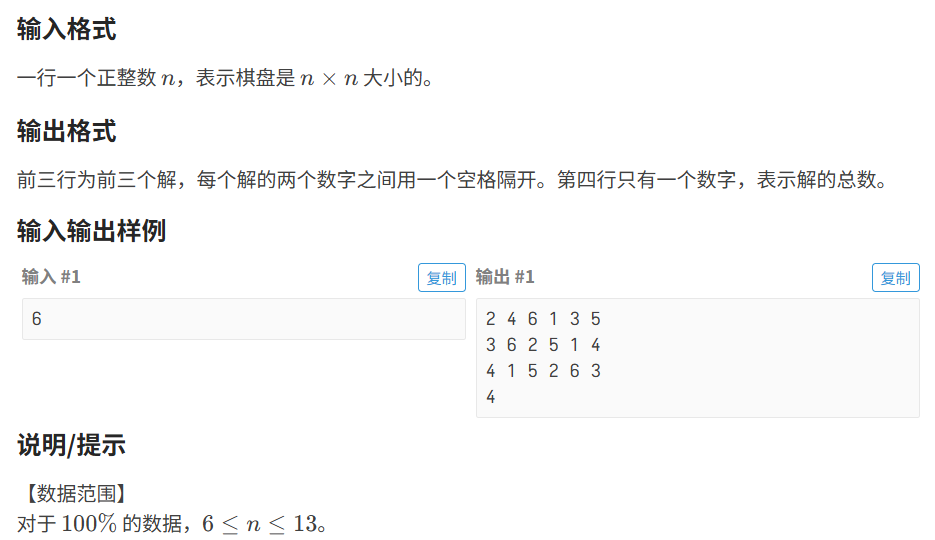 输入格式
一行一个正整数 n，表示棋盘是 n × n 大小的。
输出格式
前三行为前三个解，每个解的两个数字之间用一个空格隔开。第四行只有一个数字，表示解的总数。
输入输出样例
输入 #1
复制
6
输出 #1
复制
2 4 6 1 3 5
3 6 2 5 1 4
4 1 5 2 6 3
4
说明/提示
【数据范围】
对于 100% 的数据，6 ≤ n ≤ 13。